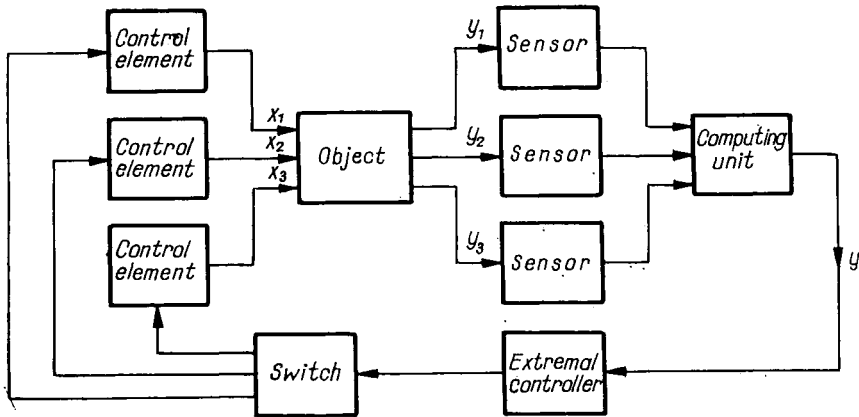 Control
element
Control
element
Control
element
x₁
x₂
x₃
Object
y₁
y₂
y₃
Sensor
Sensor
Sensor
Computing
unit
y
Extremal
controller
Switch